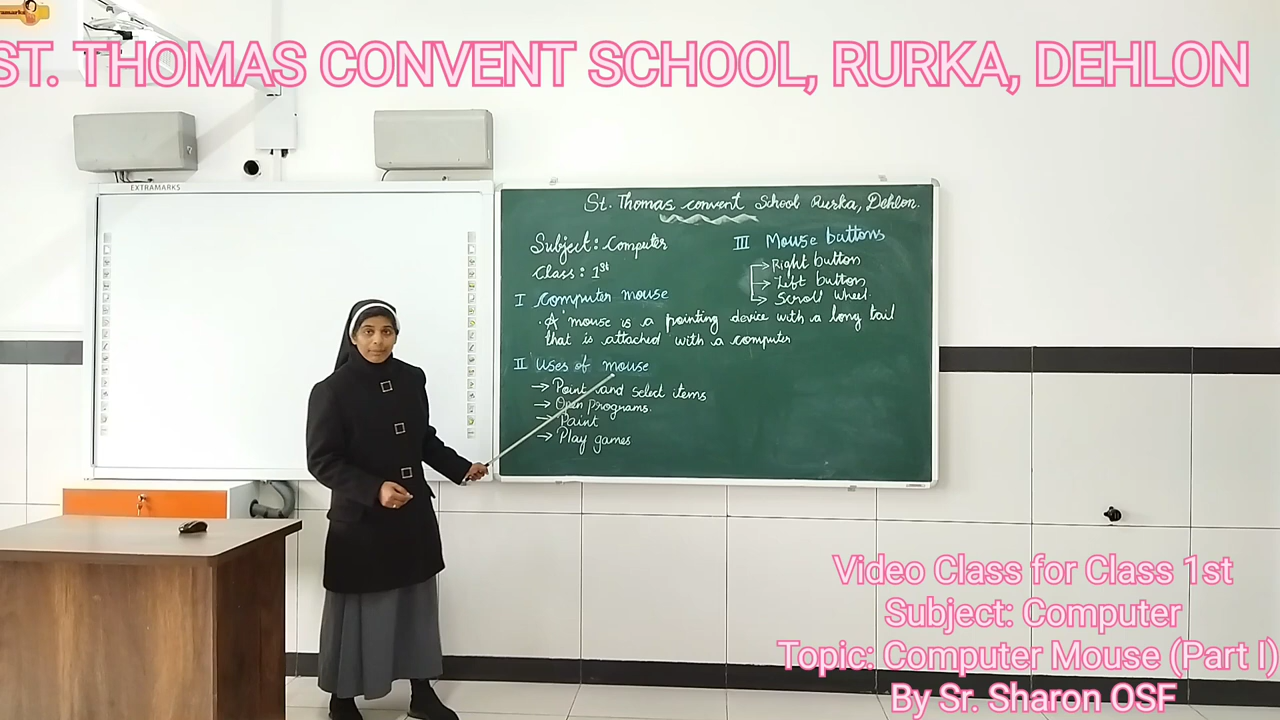 ST. THOMAS CONVENT SCHOOL, RURKA, DEHLON
EXTRAMARKS
St. Thomas convent School Rurka, Dehlon.
Subject: Computer
Class: 1st
I Computer mouse
. A mouse is a pointing device with a long tail
that is attached with a computer
II Uses of mouse
→ Point and select items
→ Open programs.
→ Paint
→ Play games
III Mouse buttons
→ Right button
→ Left button
→ Scroll wheel.
Video Class for Class 1st
Subject: Computer
Topic: Computer Mouse (Part I)
By Sr. Sharon OSF